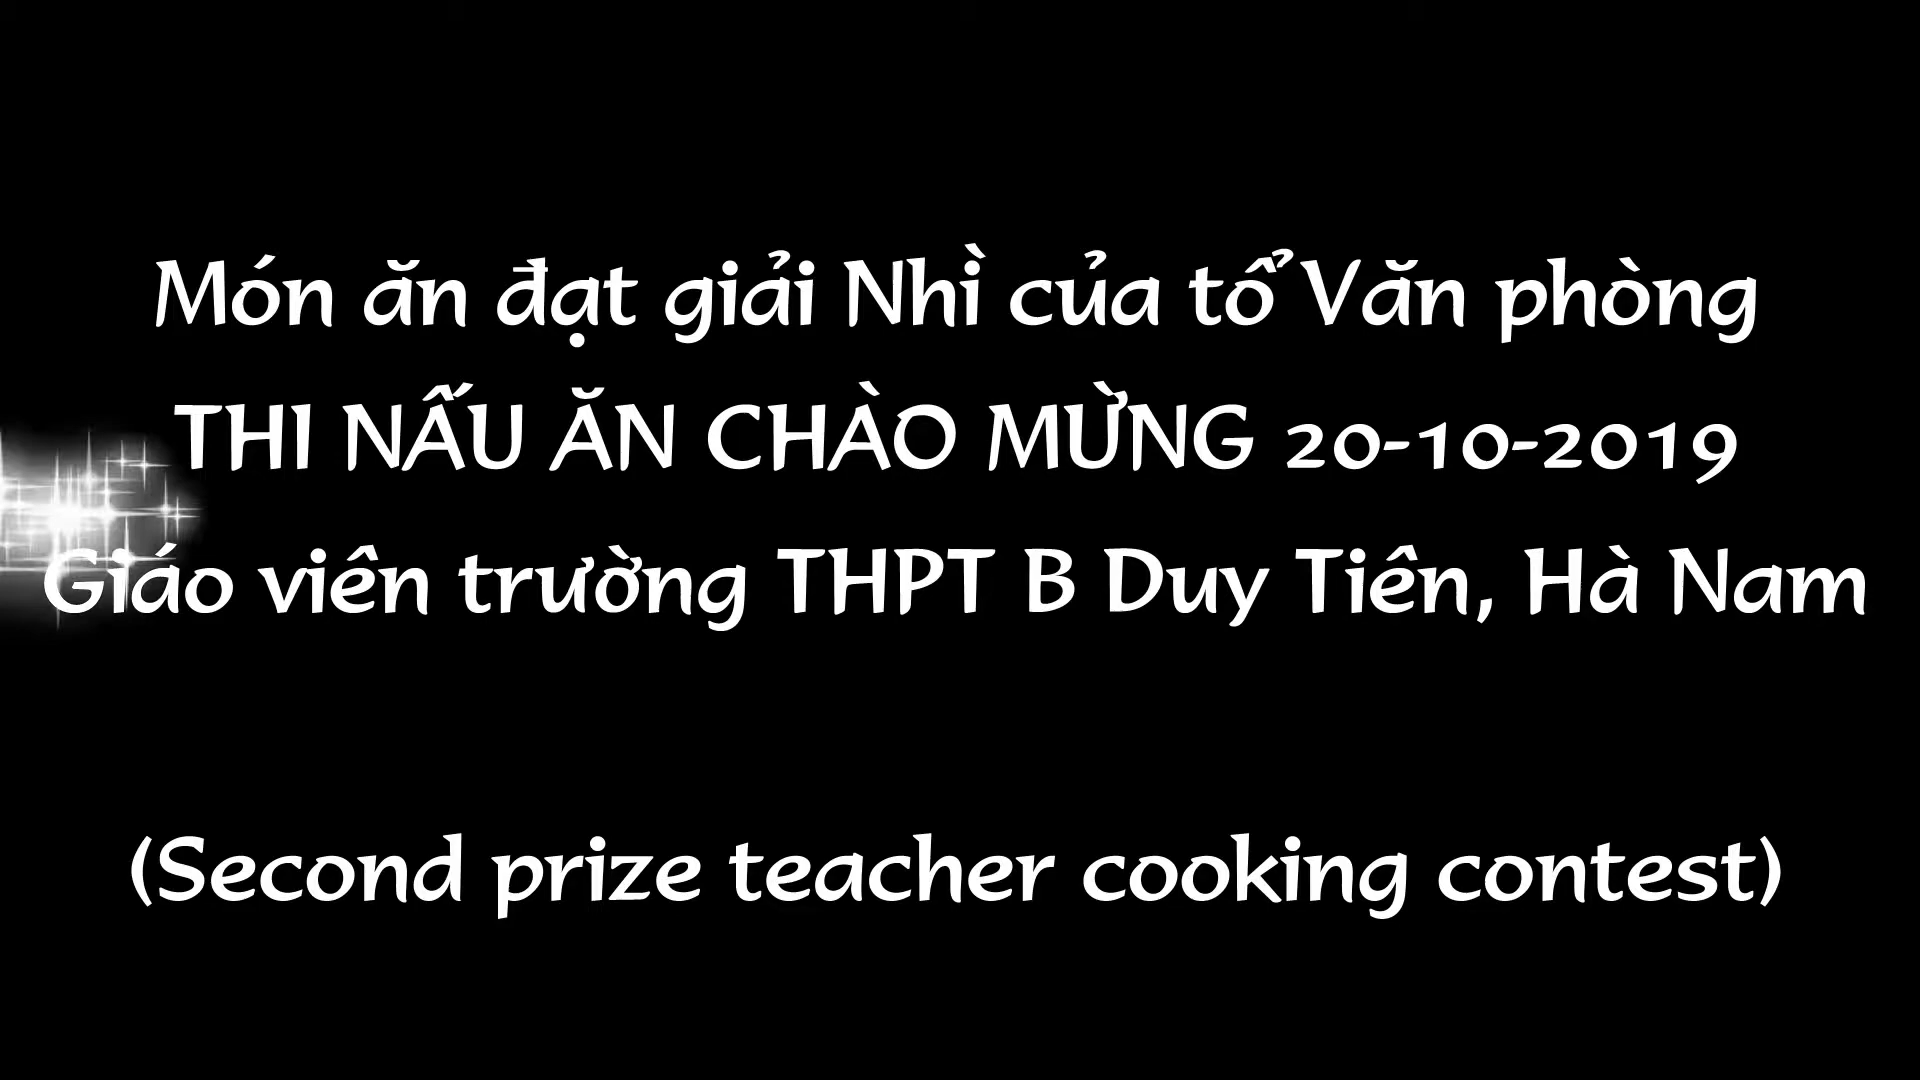 Món ăn đạt giải Nhì của tổ Văn phòng
THI NẤU ĂN CHÀO MỪNG 20-10-2019
Giáo viên trường THPT B Duy Tiên, Hà Nam
(Second prize teacher cooking contest)